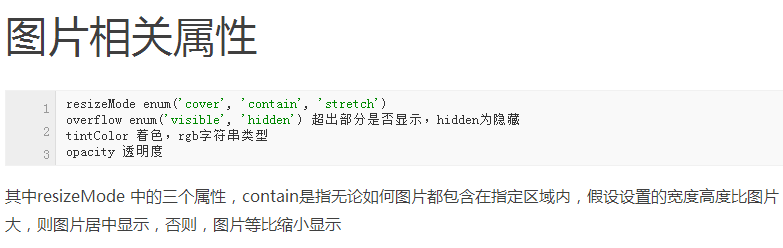 图片相关属性
1 resizeMode enum('cover', 'contain', 'stretch')
2 overflow enum('visible', 'hidden') 超出部分是否显示，hidden为隐藏
3 tintColor 着色，rgb字符串类型
opacity 透明度
其中resizeMode 中的三个属性，contain是指无论如何图片都包含在指定区域内，假设设置的宽度高度比图片
大，则图片居中显示，否则，图片等比缩小显示